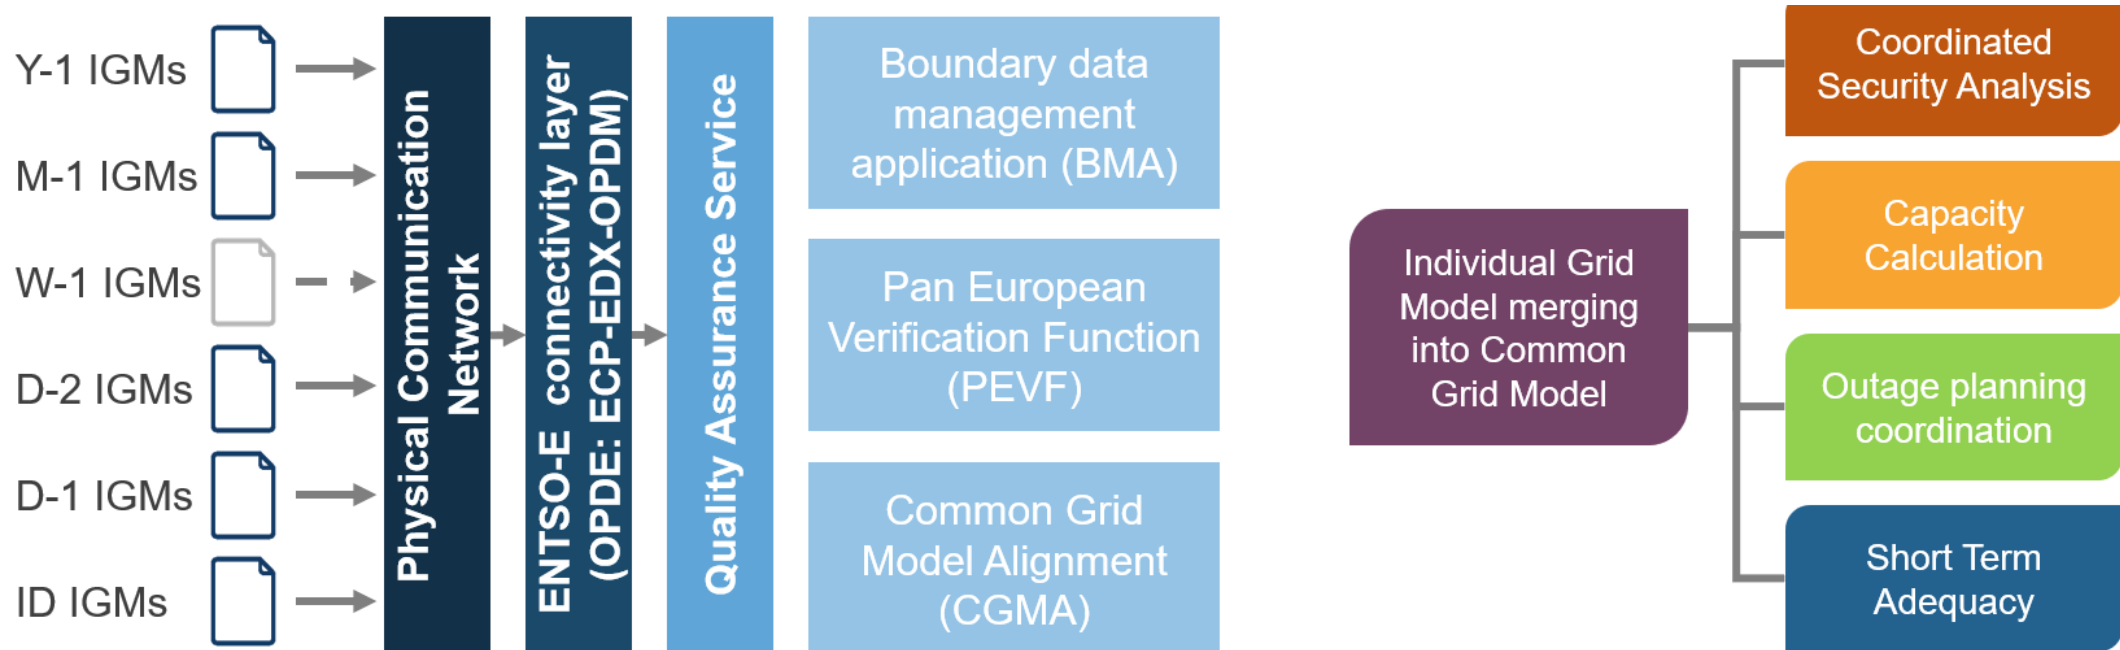 Y-1 IGMs
M-1 IGMs
W-1 IGMs
D-2 IGMs
D-1 IGMs
ID IGMs
Physical Communication
Network
ENTSO-E connectivity layer
(OPDE: ECP-EDX-OPDM)
Quality Assurance Service
Boundary data
management
application (BMA)
Pan European
Verification Function
(PEVF)
Common Grid
Model Alignment
(CGMA)
Individual Grid
Model merging
into Common
Grid Model
Coordinated
Security Analysis
Capacity
Calculation
Outage planning
coordination
Short Term
Adequacy